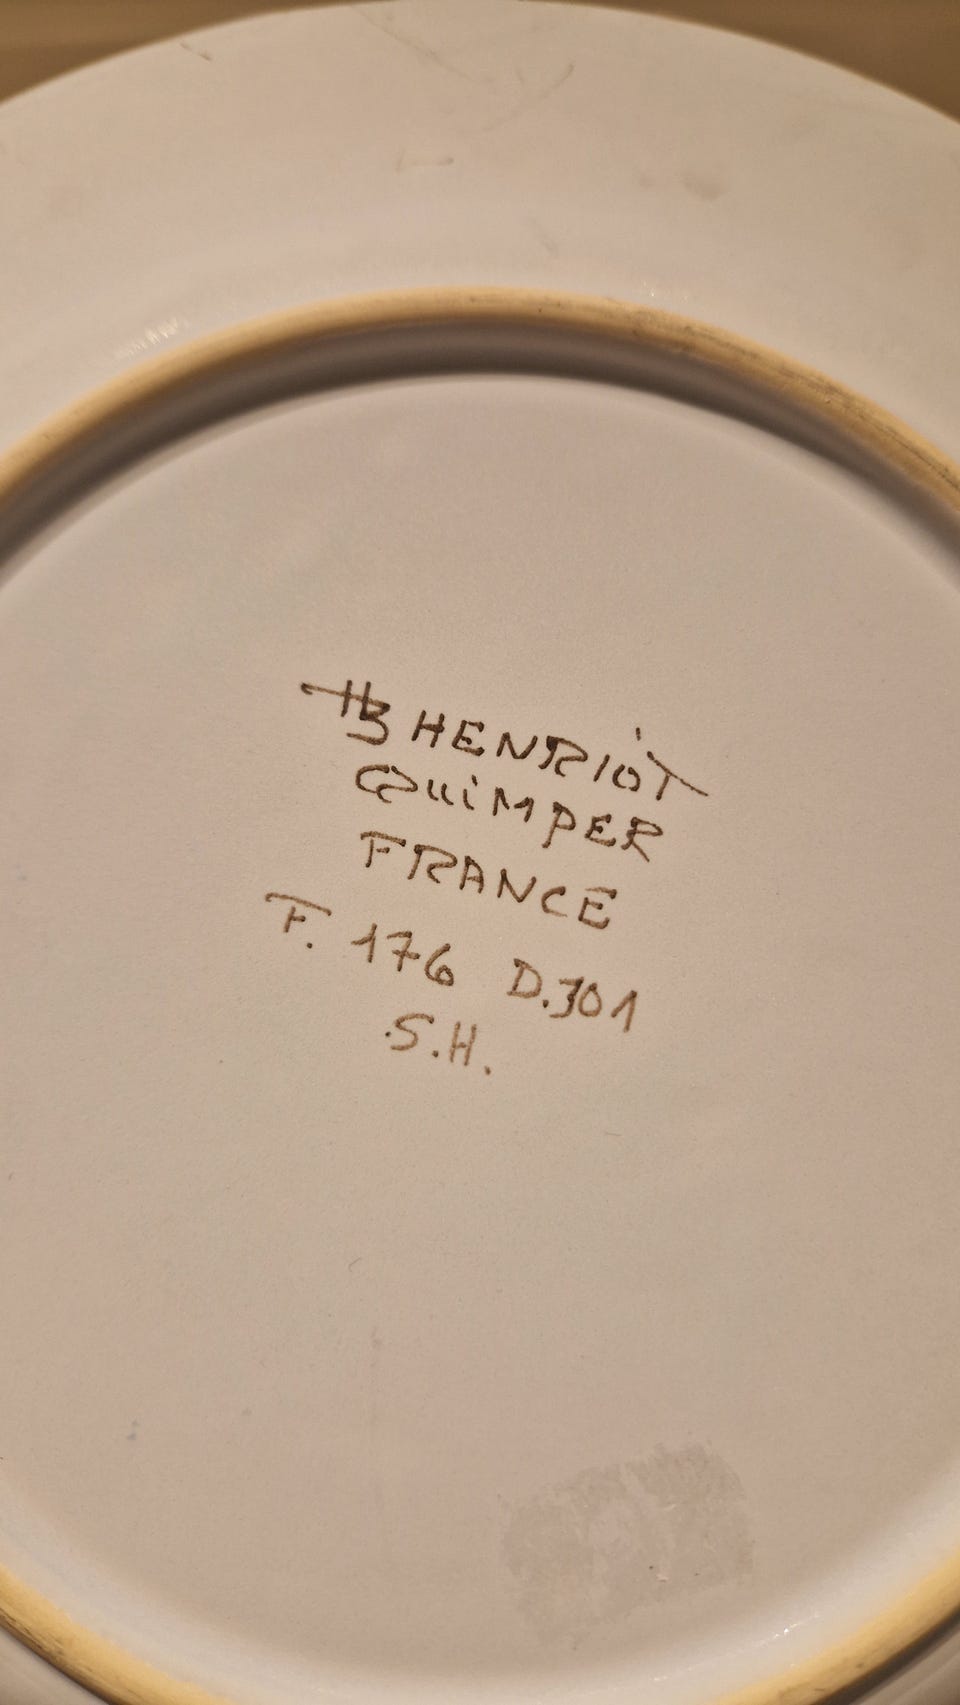 HB HENRIOT
QUiMPER
FRANCE
F. 176 D.301
S.H.